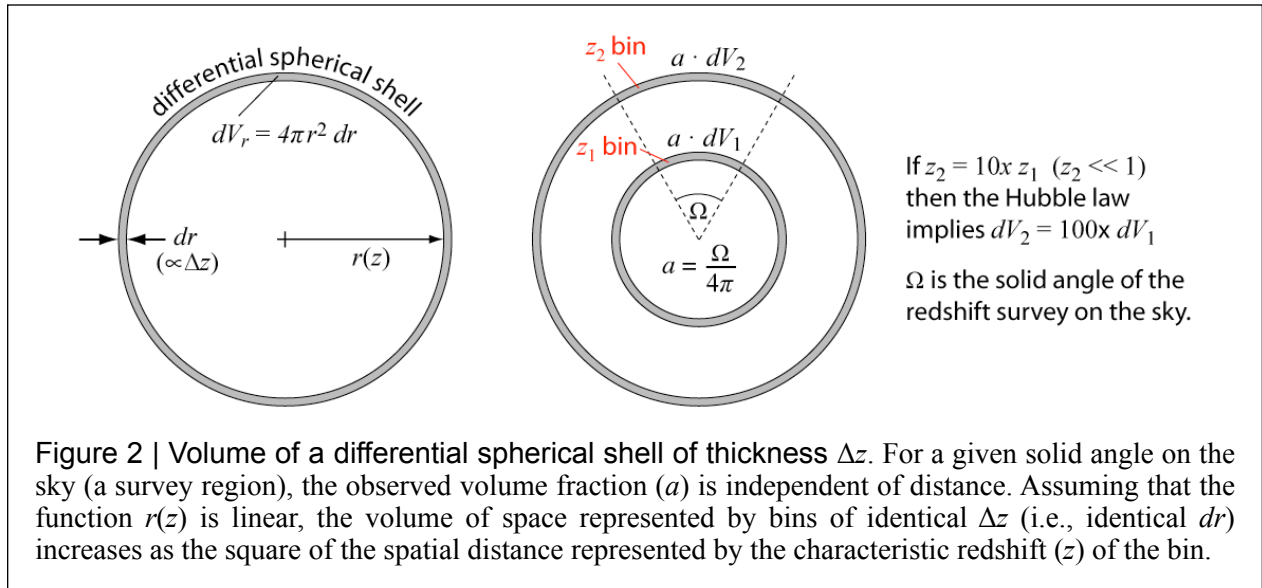 differential spherical shell
dVᵣ = 4πr² dr
dr
(∝Δz)
r(z)
z₂ bin
a · dV₂
z₁ bin
a · dV₁
Ω
a = Ω/4π
If z₂ = 10x z₁ (z₂ << 1)
then the Hubble law
implies dV₂ = 100x dV₁
Ω is the solid angle of the
redshift survey on the sky.
Figure 2 | Volume of a differential spherical shell of thickness Δz. For a given solid angle on the
sky (a survey region), the observed volume fraction (a) is independent of distance. Assuming that the
function r(z) is linear, the volume of space represented by bins of identical Δz (i.e., identical dr)
increases as the square of the spatial distance represented by the characteristic redshift (z) of the bin.